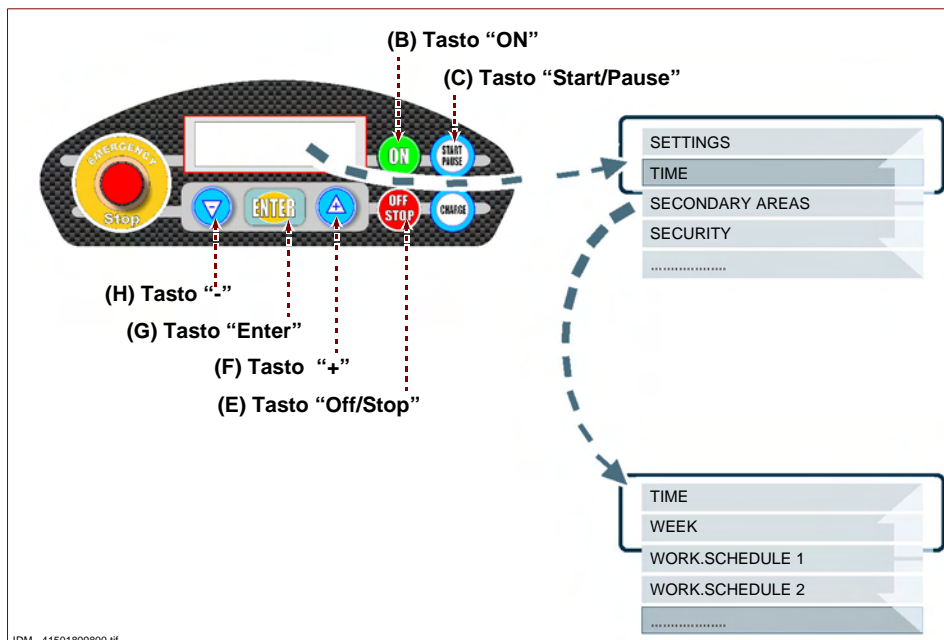 (B) Tasto “ON”
(C) Tasto “Start/Pause”
EMERGENCY
Stop
ON
START
PAUSE
ENTER
OFF
STOP
CHARGE
(H) Tasto “-”
(G) Tasto “Enter”
(F) Tasto “+”
(E) Tasto “Off/Stop”
SETTINGS
TIME
SECONDARY AREAS
SECURITY
...................
TIME
WEEK
WORK.SCHEDULE 1
WORK.SCHEDULE 2
...................